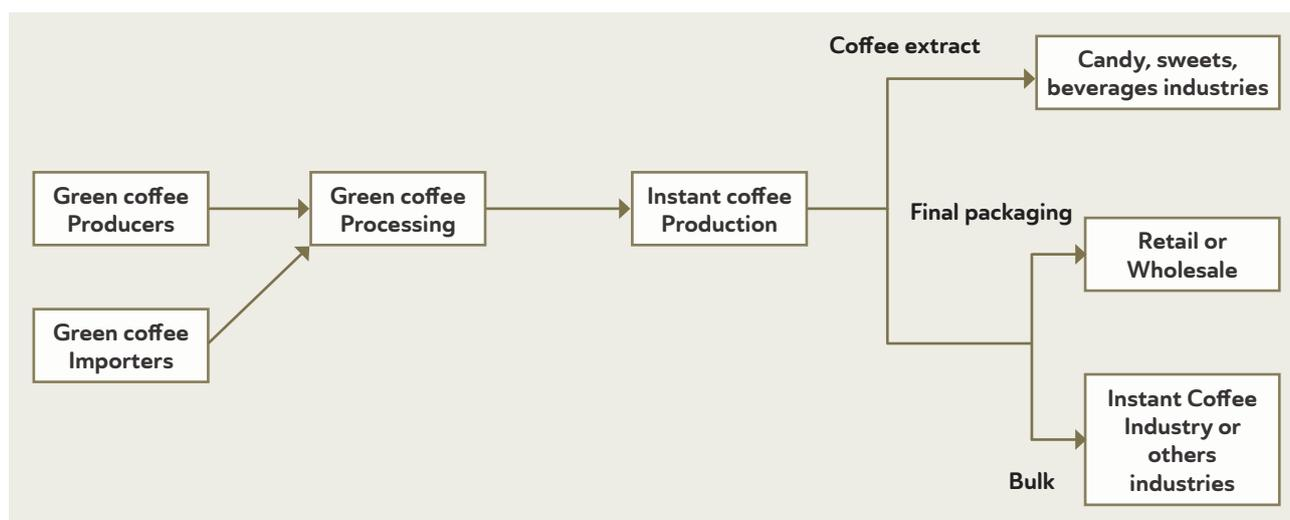 Coffee extract
Candy, sweets,
beverages industries
Green coffee
Producers
Green coffee
Processing
Instant coffee
Production
Final packaging
Retail or
Wholesale
Green coffee
Importers
Instant Coffee
Industry or
others
industries
Bulk